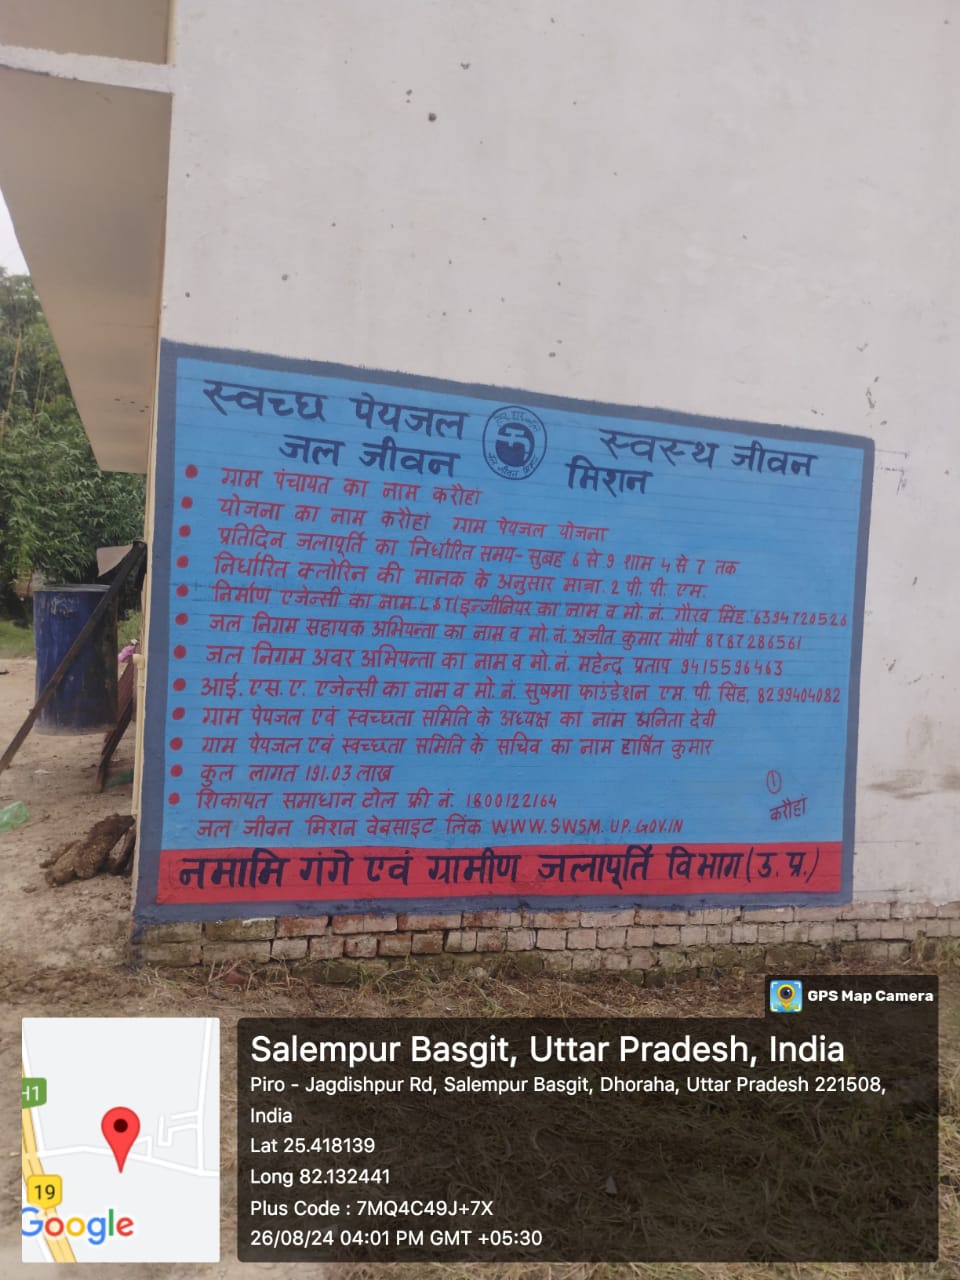 स्वच्छ पेयजल स्वस्थ जीवन
जल जीवन मिशन
ग्राम पंचायत का नाम करौहां
योजना का नाम करौहां ग्राम पेयजल योजना
प्रतिदिन जलापूर्ति का निर्धारित समय- सुबह 6 से 9 शाम 4 से 7 तक
निर्धारित क्लोरिन की मानक के अनुसार मात्रा. 2 पी. पी. एम.
निर्माण एजेन्सी का नाम L&T/इन्जीनियर का नाम व मो. नं. गौरव सिंह. 6394720526
जल निगम सहायक अभियन्ता का नाम व मो. नं. अजीत कुमार मौर्या 8787286561
जल निगम अवर अभियन्ता का नाम व मो. नं. महेन्द्र प्रताप 9415596463
आई. एस. ए. एजेन्सी का नाम व मो. नं. सुषमा फाउंडेशन एम. पी. सिंह. 8299404082
ग्राम पेयजल एवं स्वच्छता समिति के अध्यक्ष का नाम अनिता देवी
ग्राम पेयजल एवं स्वच्छता समिति के सचिव का नाम हर्षित कुमार
कुल लागत 191.03 लाख
शिकायत समाधान टोल फ्री नं. 1800122164
जल जीवन मिशन वेबसाइट लिंक WWW.SWSM.UP.GOV.IN
1
करौहां
नमामि गंगे एवं ग्रामीण जलापूर्ति विभाग (उ. प्र.)
GPS Map Camera
Salempur Basgit, Uttar Pradesh, India
Piro - Jagdishpur Rd, Salempur Basgit, Dhoraha, Uttar Pradesh 221508,
India
Lat 25.418139
Long 82.132441
Plus Code : 7MQ4C49J+7X
26/08/24 04:01 PM GMT +05:30
H1
19
Google